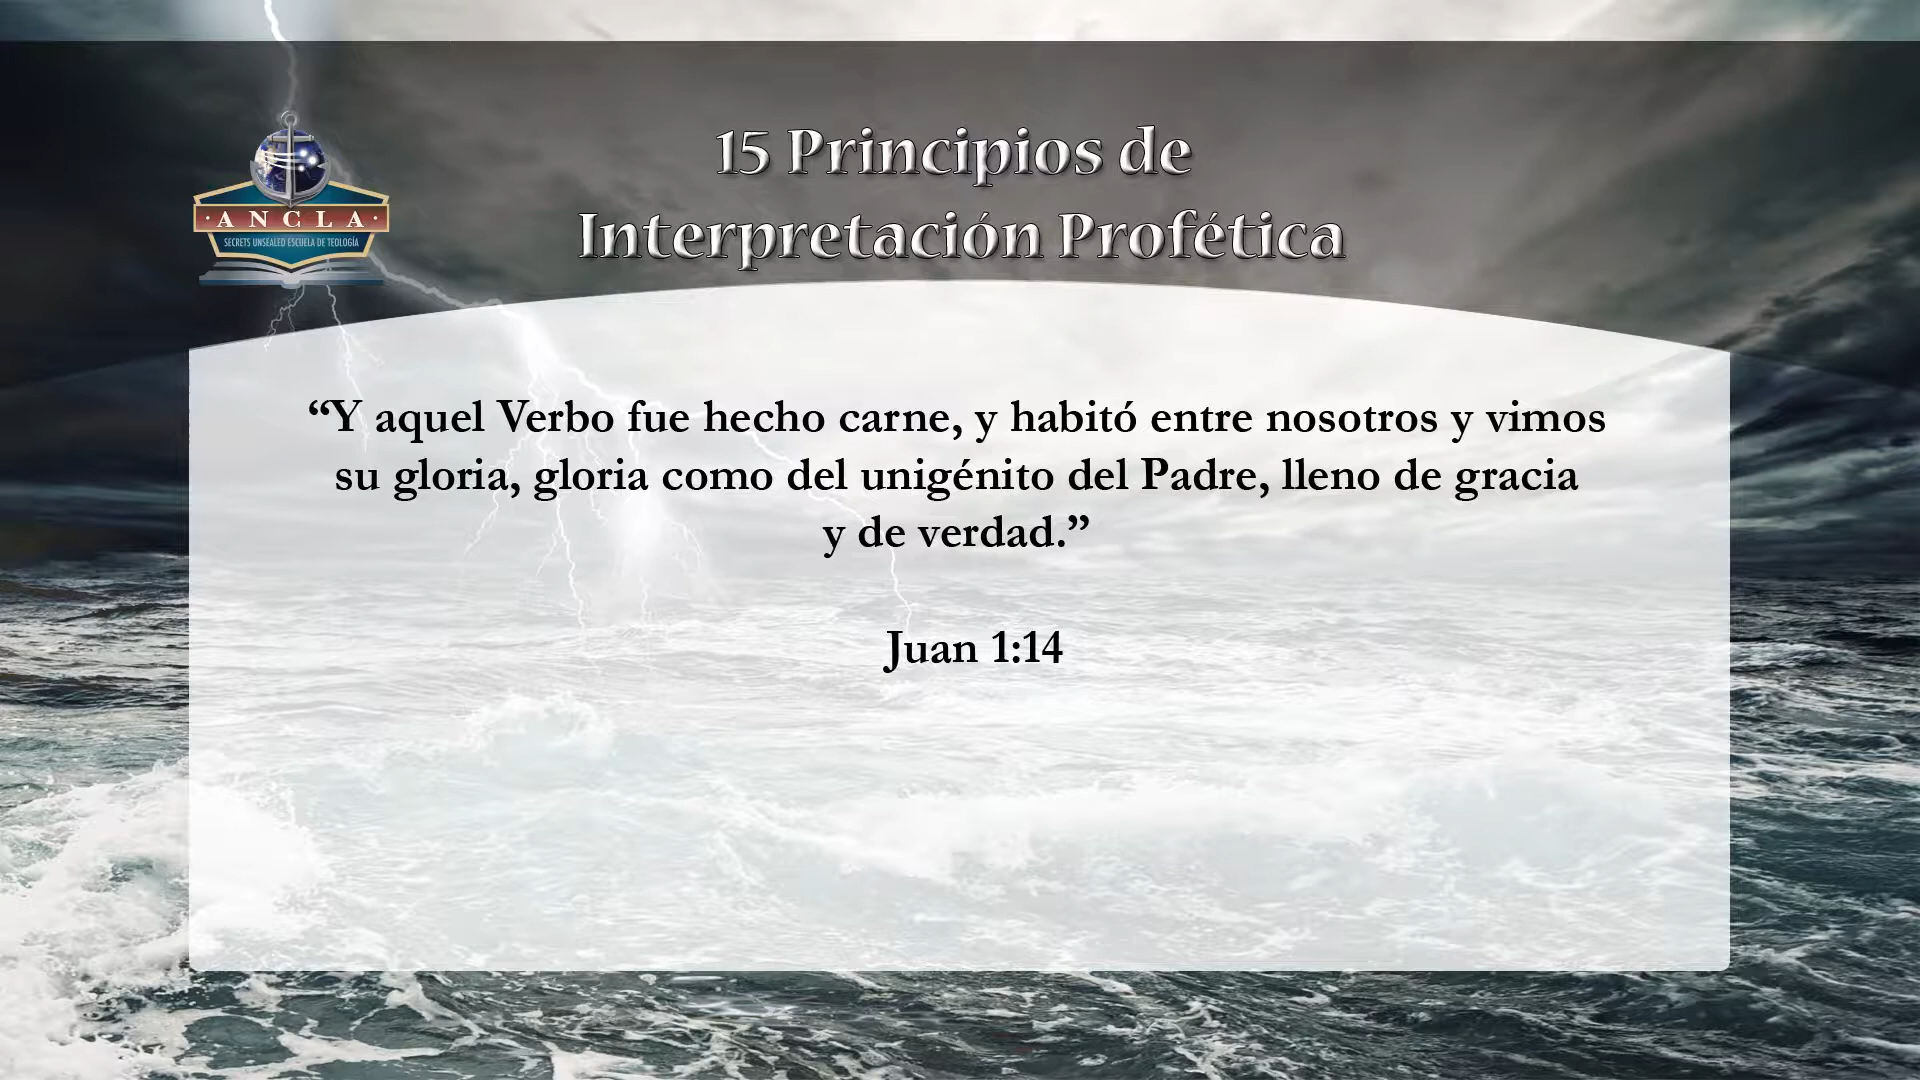 15 Principios de
Interpretación Profética
· A N C L A ·
SECRETS UNSEALED ESCUELA DE TEOLOGÍA
“Y aquel Verbo fue hecho carne, y habitó entre nosotros y vimos
su gloria, gloria como del unigénito del Padre, lleno de gracia
y de verdad.”
Juan 1:14